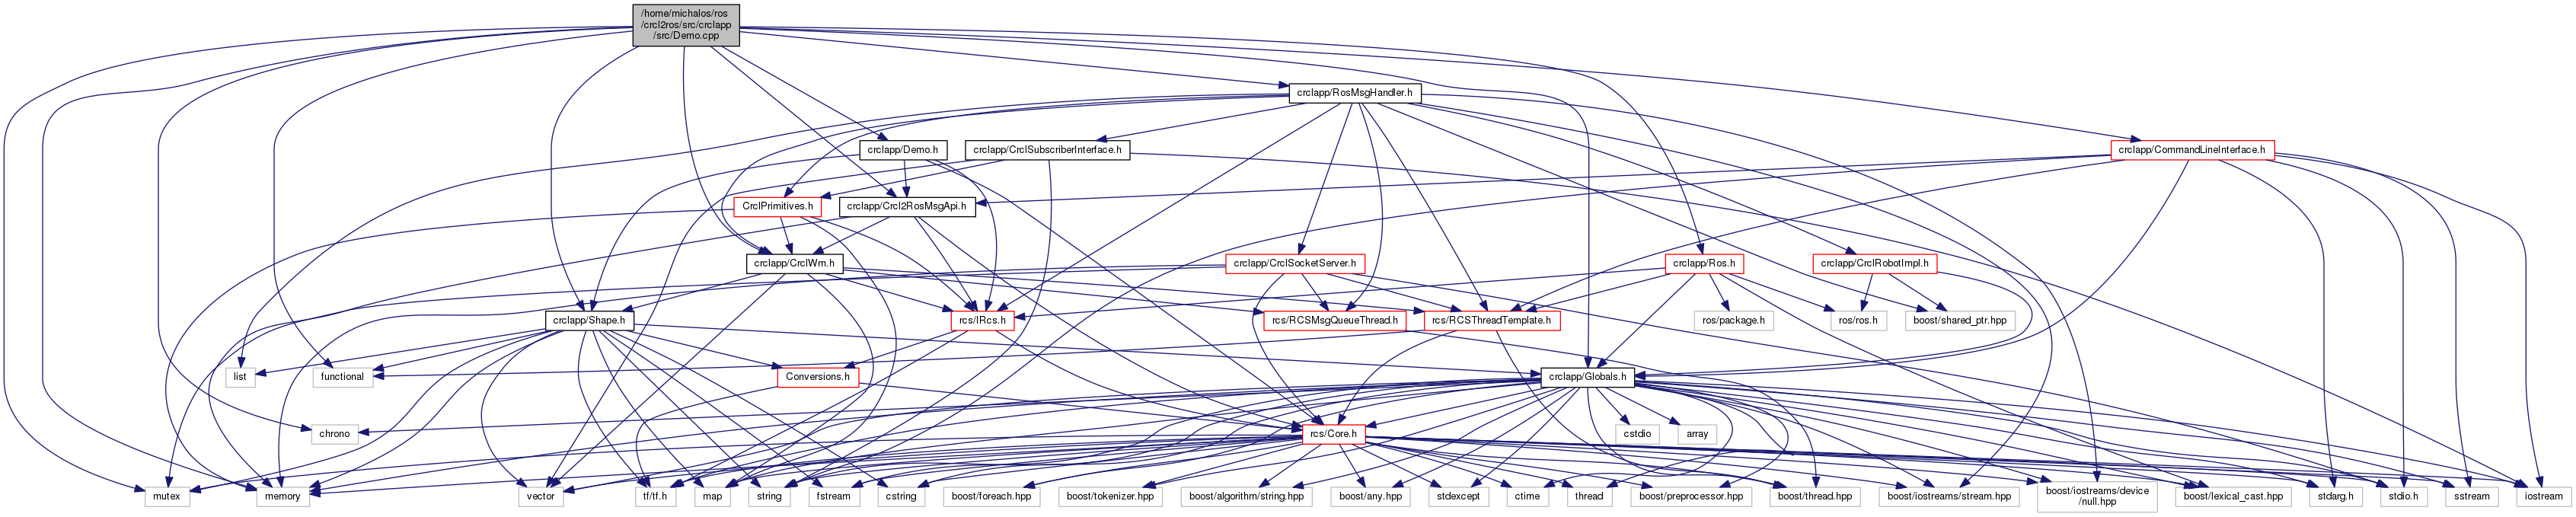 /home/michalos/ros
/crcl2ros/src/crclapp
/src/Demo.cpp
crclapp/RosMsgHandler.h
crclapp/Demo.h
crclapp/CrclSubscriberInterface.h
crclapp/CommandLineInterface.h
CrclPrimitives.h
crclapp/Crcl2RosMsgApi.h
crclapp/CrclWm.h
crclapp/CrclSocketServer.h
crclapp/Ros.h
crclapp/CrclRobotImpl.h
crclapp/Shape.h
rcs/IRcs.h
rcs/RCSMsgQueueThread.h
rcs/RCSThreadTemplate.h
ros/package.h
ros/ros.h
boost/shared_ptr.hpp
list
functional
Conversions.h
crclapp/Globals.h
chrono
rcs/Core.h
cstdio
array
mutex
memory
vector
tf/tf.h
map
string
fstream
cstring
boost/foreach.hpp
boost/tokenizer.hpp
boost/algorithm/string.hpp
boost/any.hpp
stdexcept
ctime
thread
boost/preprocessor.hpp
boost/thread.hpp
boost/iostreams/stream.hpp
boost/iostreams/device
/null.hpp
boost/lexical_cast.hpp
stdarg.h
stdio.h
sstream
iostream